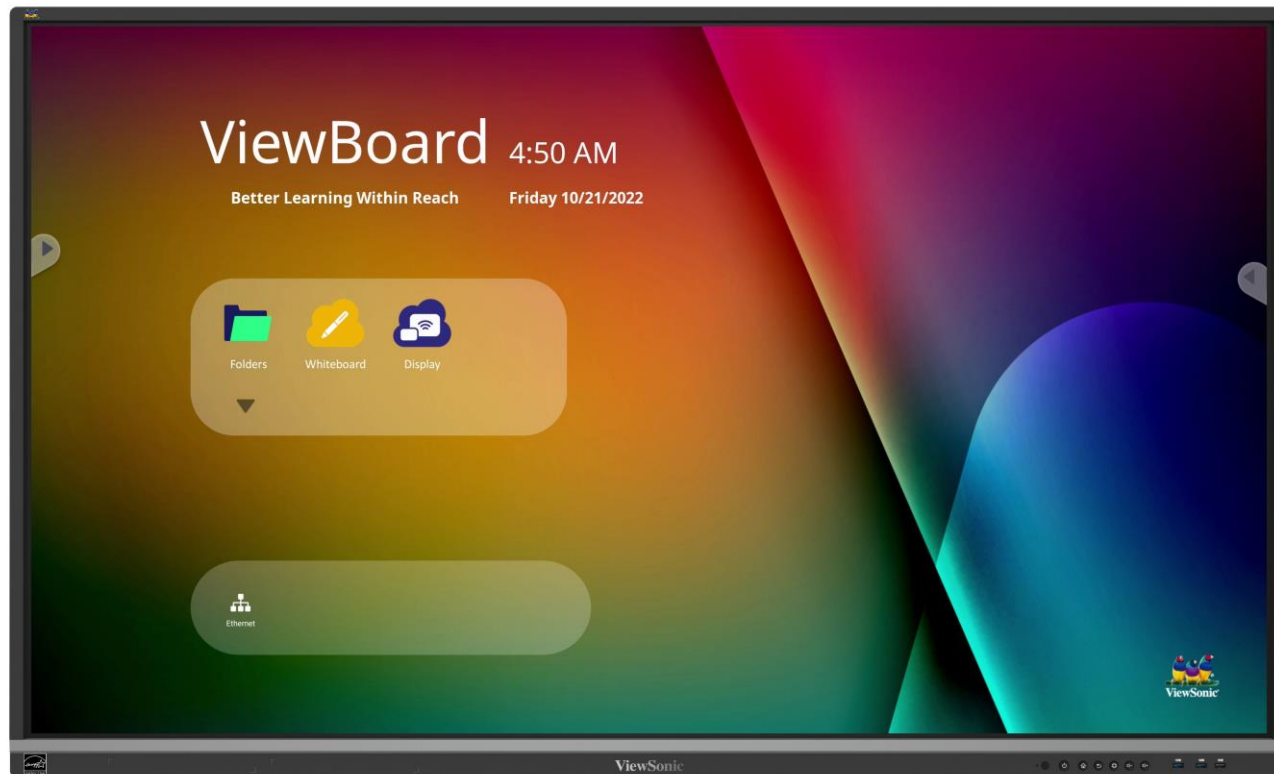 ViewBoard 4:50 AM
Better Learning Within Reach Friday 10/21/2022
Folders Whiteboard Display
Ethernet
ViewSonic
ViewSonic